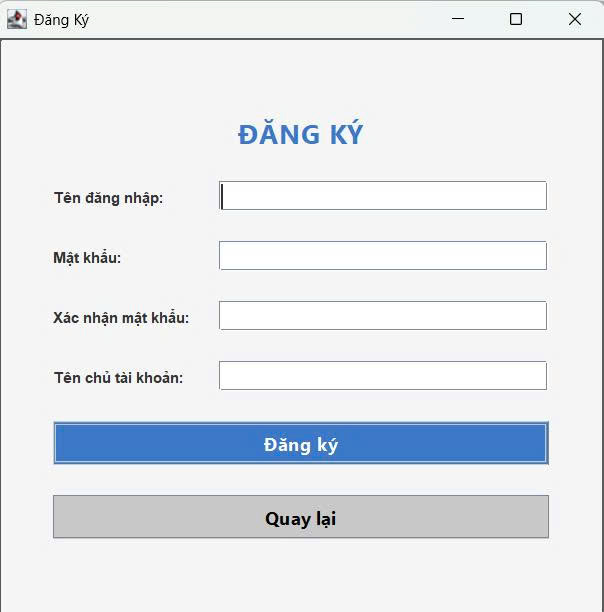 Đăng Ký
ĐĂNG KÝ
Tên đăng nhập:
Mật khẩu:
Xác nhận mật khẩu:
Tên chủ tài khoản:
Đăng ký
Quay lại